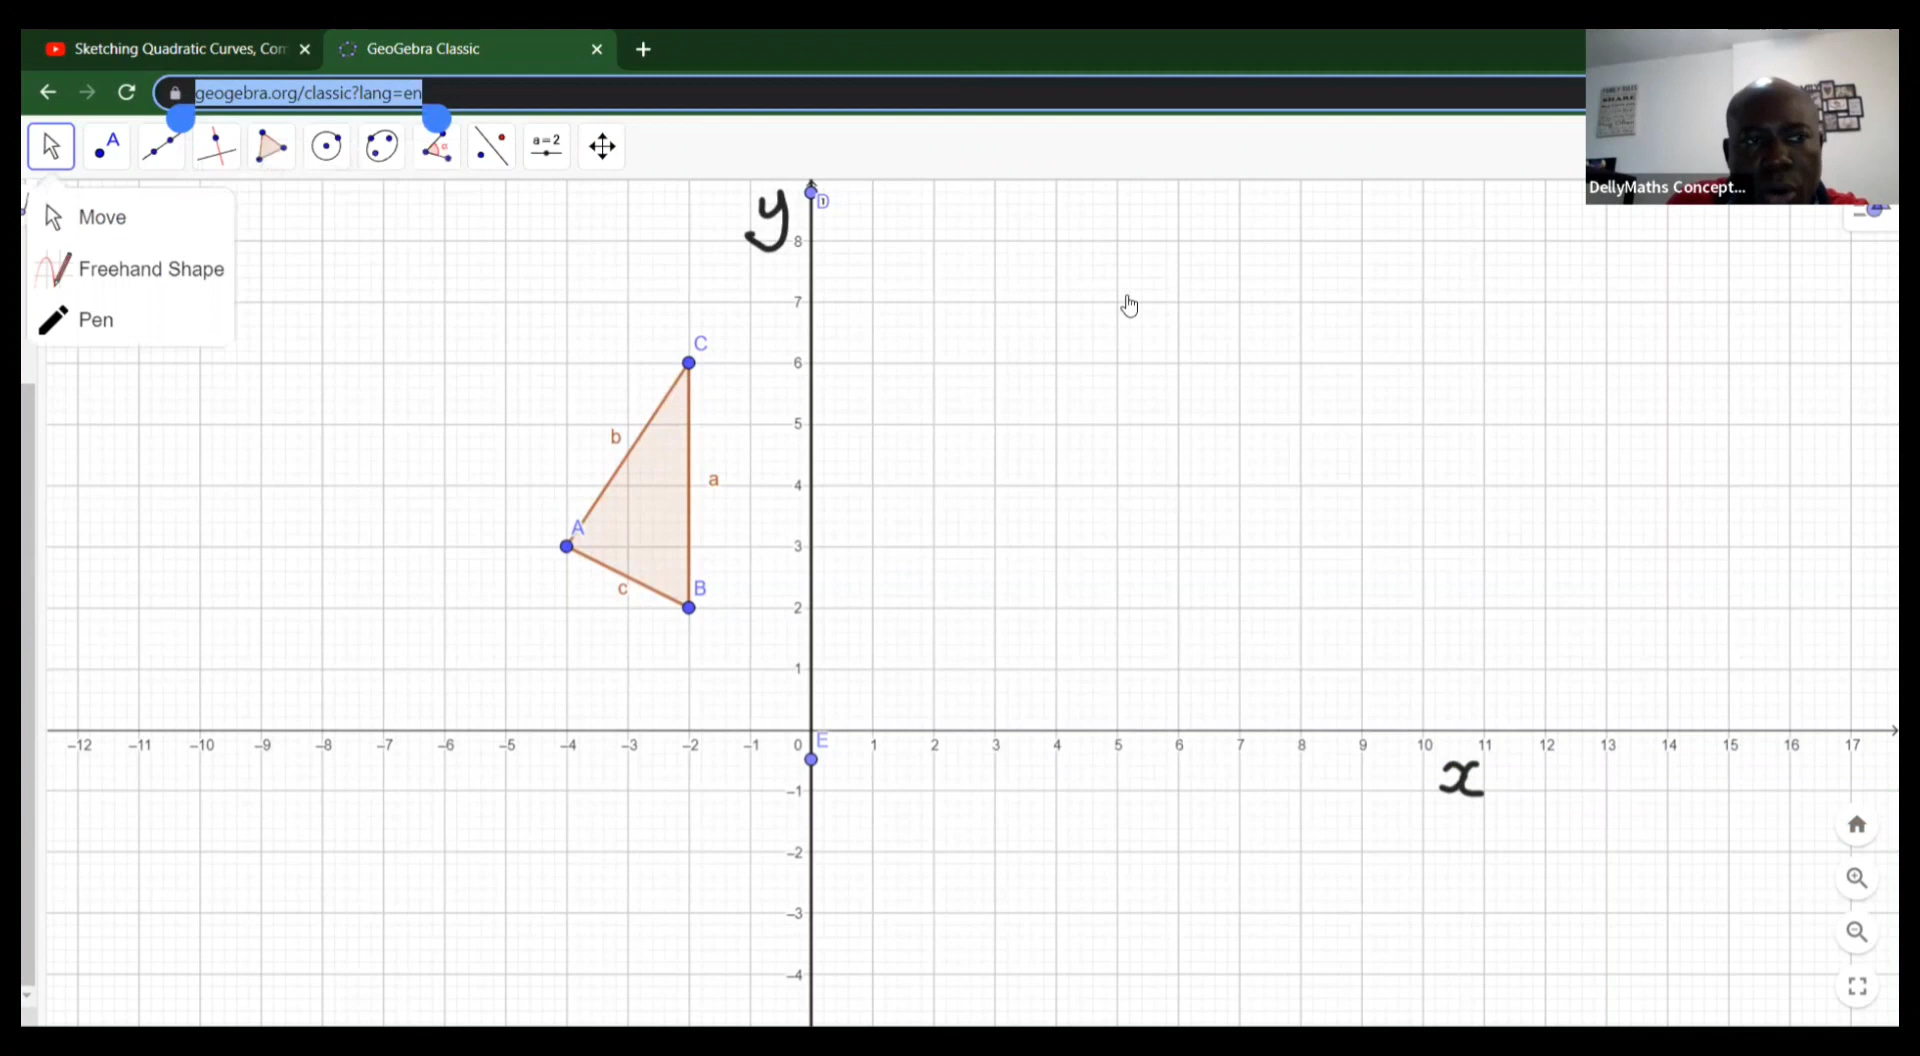 Sketching Quadratic Curves, Con
GeoGebra Classic
geogebra.org/classic?lang=en
A
α
a=2
SHARE
DellyMaths Concept...
Move
Freehand Shape
Pen
y
D
C
b
a
A
c
B
E
x
8
7
6
5
4
3
2
1
–12 –11 –10 –9 –8 –7 –6 –5 –4 –3 –2 –1 0 1 2 3 4 5 6 7 8 9 10 11 12 13 14 15 16 17
–1
–2
–3
–4